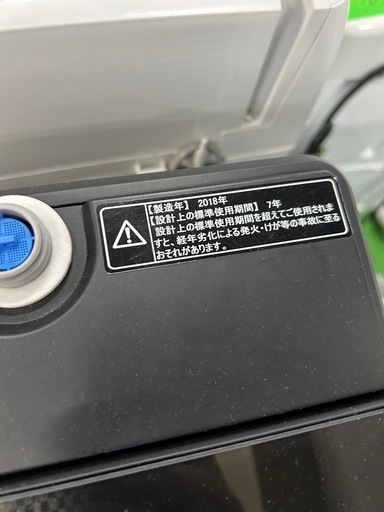 【製造年】 2018年
【設計上の標準使用期間】 7年
設計上の標準使用期間を超えてご使用されま
すと、経年劣化による発火・けが等の事故に至る
おそれがあります。